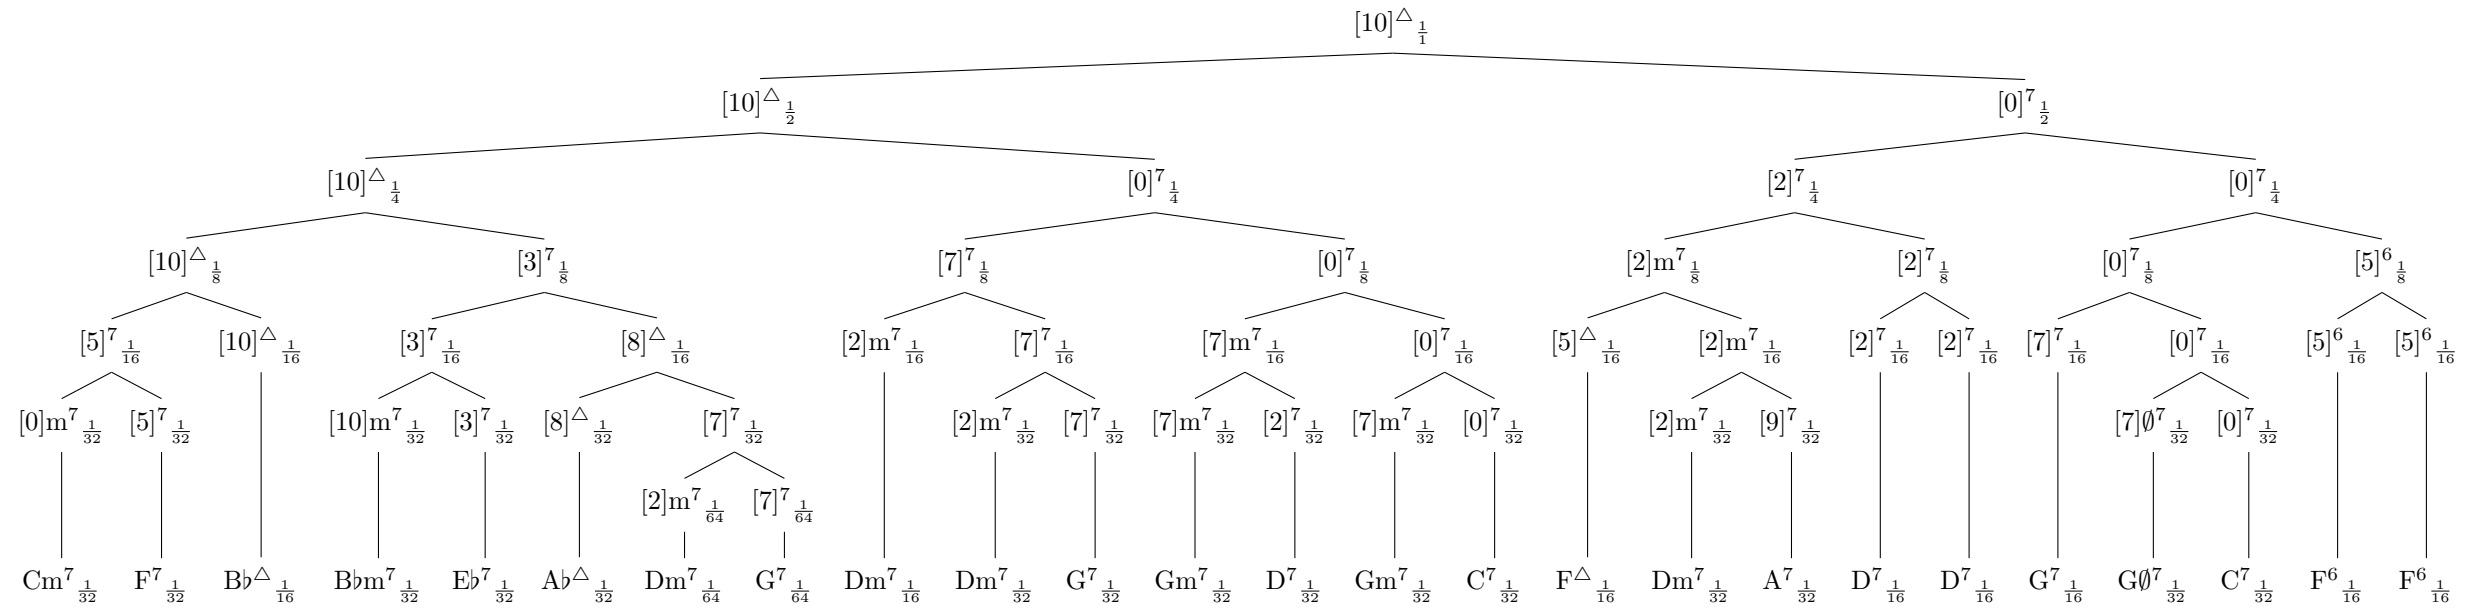 [10]△ 1/1
[10]△ 1/2 [0]7 1/2
[10]△ 1/4 [0]7 1/4 [2]7 1/4 [0]7 1/4
[10]△ 1/8 [3]7 1/8 [7]7 1/8 [0]7 1/8 [2]m7 1/8 [2]7 1/8 [0]7 1/8 [5]6 1/8
[5]7 1/16 [10]△ 1/16 [3]7 1/16 [8]△ 1/16 [2]m7 1/16 [7]7 1/16 [7]m7 1/16 [0]7 1/16 [5]△ 1/16 [2]m7 1/16 [2]7 1/16 [2]7 1/16 [7]7 1/16 [0]7 1/16 [5]6 1/16 [5]6 1/16
[0]m7 1/32 [5]7 1/32 [10]m7 1/32 [3]7 1/32 [8]△ 1/32 [7]7 1/32 [2]m7 1/32 [7]7 1/32 [7]m7 1/32 [2]7 1/32 [7]m7 1/32 [0]7 1/32 [2]m7 1/32 [9]7 1/32 [7]∅7 1/32 [0]7 1/32
[2]m7 1/64 [7]7 1/64
Cm7 1/32 F7 1/32 B♭△ 1/16 B♭m7 1/32 E♭7 1/32 A♭△ 1/32 Dm7 1/64 G7 1/64 Dm7 1/16 Dm7 1/32 G7 1/32 Gm7 1/32 D7 1/32 Gm7 1/32 C7 1/32 F△ 1/16 Dm7 1/32 A7 1/32 D7 1/16 D7 1/16 G7 1/16 G∅7 1/32 C7 1/32 F6 1/16 F6 1/16